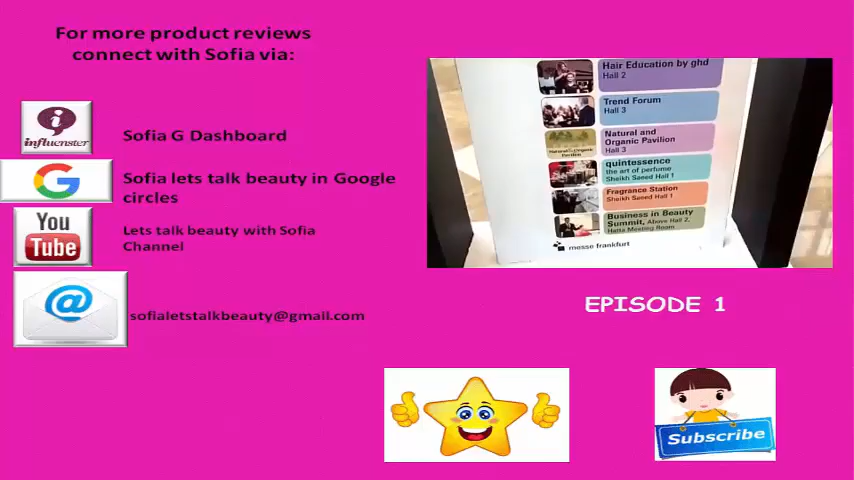 For more product reviews
connect with Sofia via:
influenster
Sofia G Dashboard
Sofia lets talk beauty in Google
circles
You
Tube
Lets talk beauty with Sofia
Channel
@
sofialetstalkbeauty@gmail.com
Hair Education by ghd
Hall 2
Trend Forum
Hall 3
Natural and
Organic Pavilion
Hall 3
quintessence
the art of perfume
Sheikh Saeed Hall 1
Fragrance Station
Sheikh Saeed Hall 1
Business in Beauty
Summit, Above Hall 2,
Hatta Meeting Room
messe frankfurt
EPISODE 1
Subscribe